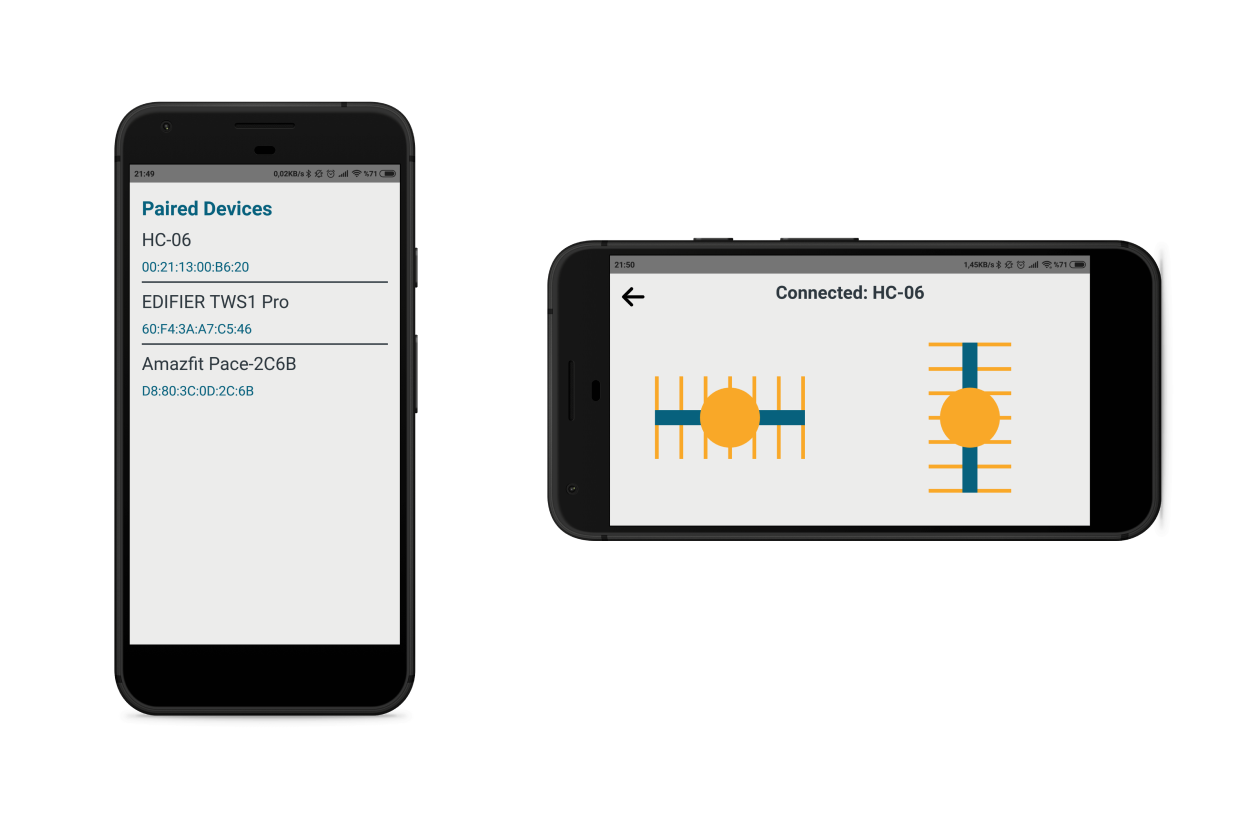 21:49 0,02KB/s %71
Paired Devices
HC-06
00:21:13:00:B6:20
EDIFIER TWS1 Pro
60:F4:3A:A7:C5:46
Amazfit Pace-2C6B
D8:80:3C:0D:2C:6B
21:50 1,45KB/s %71
Connected: HC-06